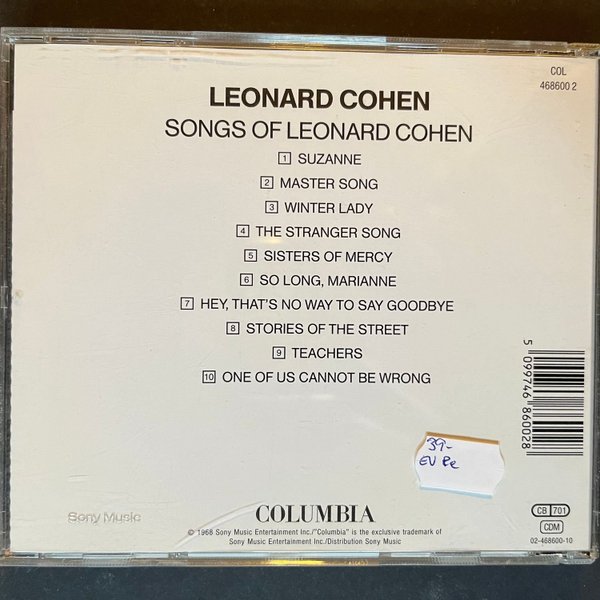 COL
468600 2
LEONARD COHEN
SONGS OF LEONARD COHEN
1 SUZANNE
2 MASTER SONG
3 WINTER LADY
4 THE STRANGER SONG
5 SISTERS OF MERCY
6 SO LONG, MARIANNE
7 HEY, THAT'S NO WAY TO SAY GOODBYE
8 STORIES OF THE STREET
9 TEACHERS
10 ONE OF US CANNOT BE WRONG
5 099746 860028
39-
EV
Sony Music
COLUMBIA
CB 701
CDM
02-468600-10
© 1968 Sony Music Entertainment Inc./"Columbia" is the exclusive trademark of
Sony Music Entertainment Inc./Distribution Sony Music